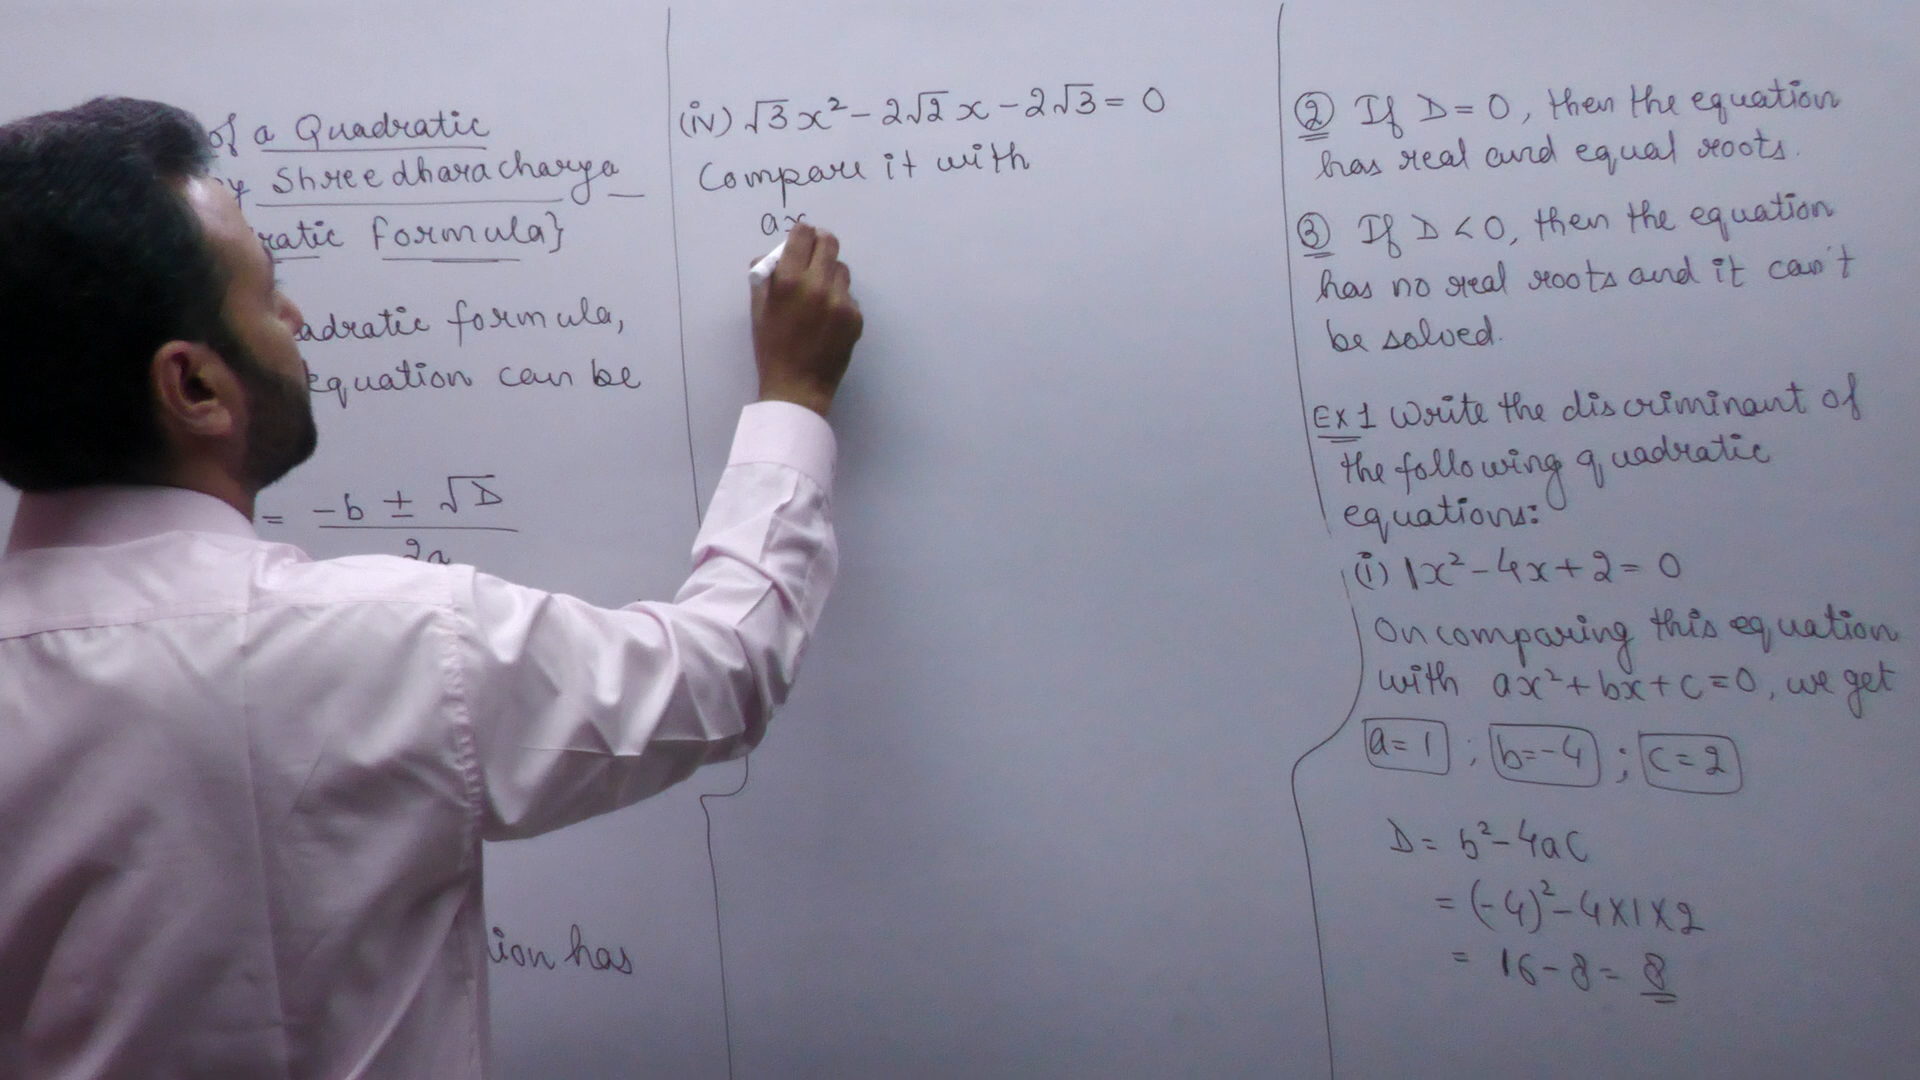 of a Quadratic
Shreedharacharya
ratic formula}
adratic formula,
Equation can be
= -b ± √D
2a
ion has
(iv) √3x² - 2√2x - 2√3 = 0
Compare it with
ax
② If D = 0, then the equation
has real and equal roots.
③ If D < 0, then the equation
has no real roots and it can't
be solved.
Ex 1 Write the discriminant of
the following quadratic
equations:
(i) 1x² - 4x + 2 = 0
On comparing this equation
with ax² + bx + c = 0, we get
a = 1 ; b = -4 ; c = 2
D = b² - 4ac
= (-4)² - 4×1×2
= 16 - 8 = 8